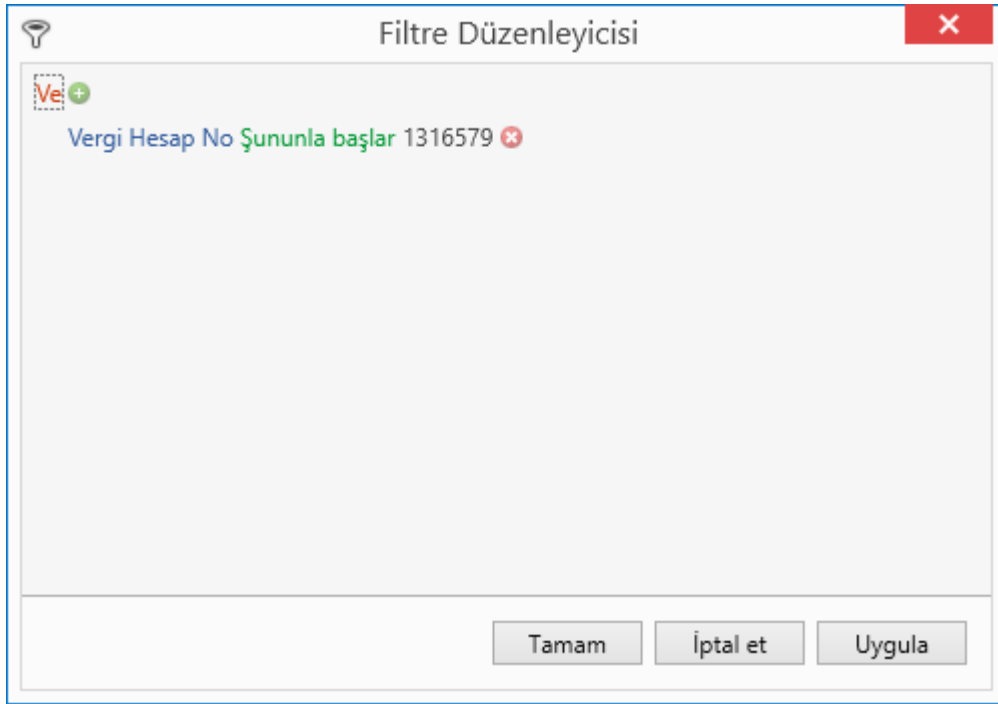 Filtre Düzenleyicisi
Ve
Vergi Hesap No Şununla başlar 1316579
Tamam İptal et Uygula